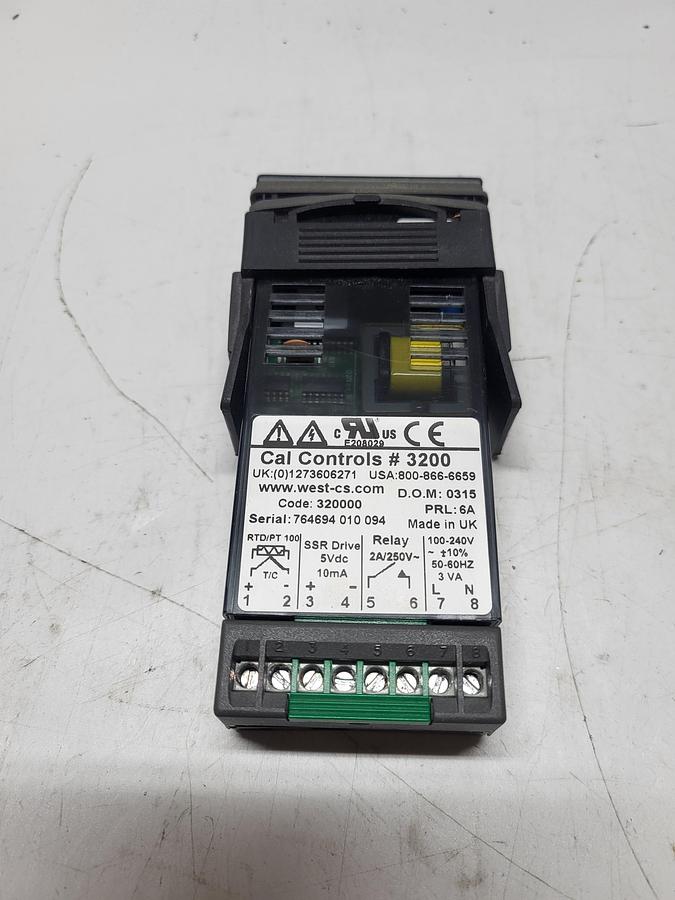 C RU US CE
E208029
Cal Controls # 3200
UK:(0)1273606271 USA:800-866-6659
www.west-cs.com D.O.M: 0315
Code: 320000 PRL: 6A
Serial: 764694 010 094 Made in UK
RTD/PT 100 SSR Drive Relay 100-240V
5Vdc 2A/250V~ ~ ±10%
10mA 50-60HZ
T/C 3 VA
+ - + - L N
1 2 3 4 5 6 7 8
1 2 3 4 5 6 7 8